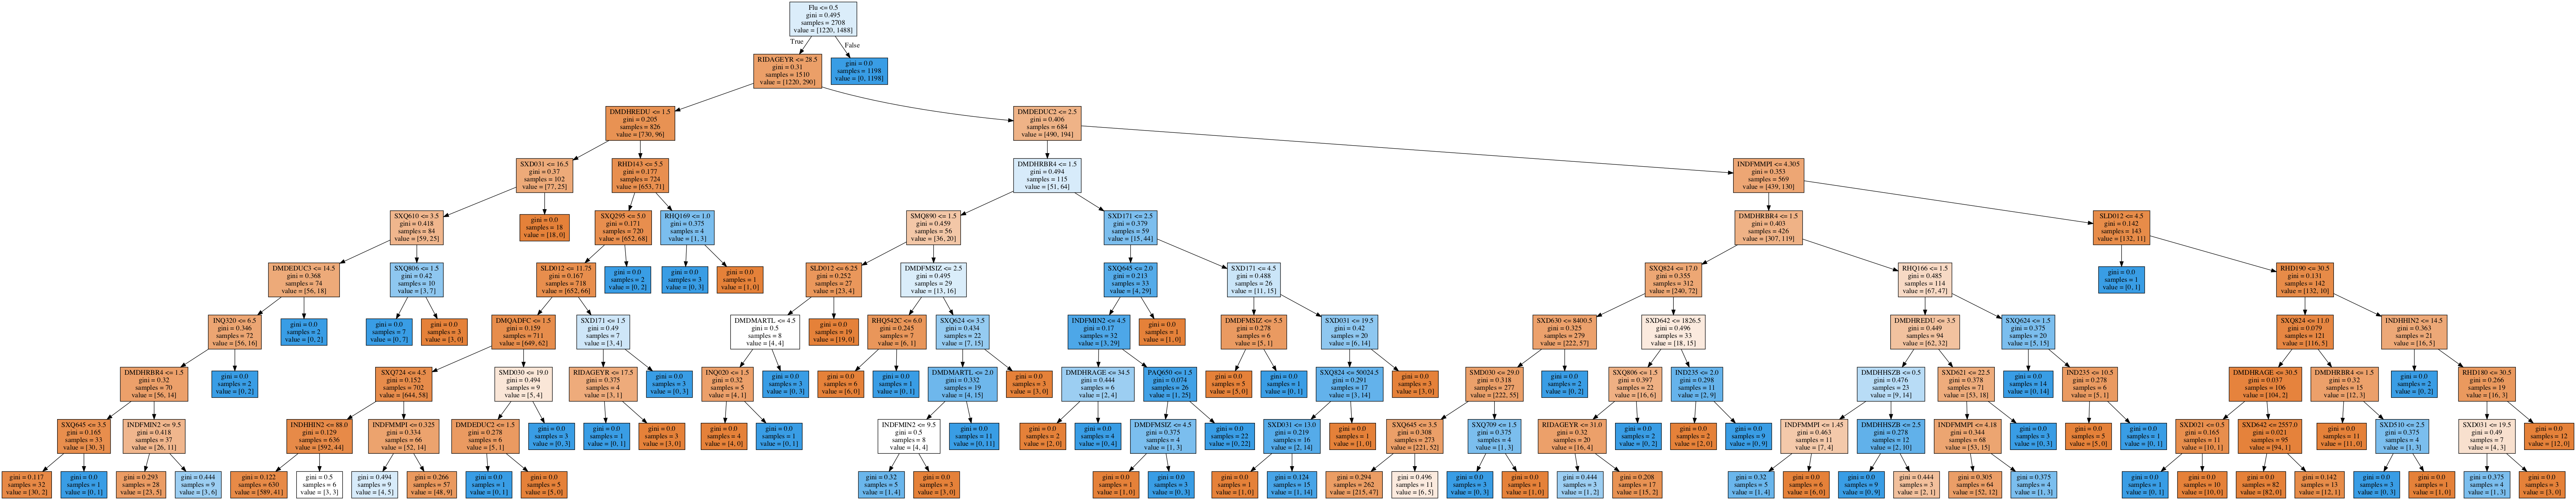 Flu <= 0.5
gini = 0.495
samples = 2708
value = [1220, 1488]
True
False
RIDAGEYR <= 28.5
gini = 0.31
samples = 1510
value = [1220, 290]
gini = 0.0
samples = 1198
value = [0, 1198]
DMDHREDU <= 1.5
gini = 0.205
samples = 826
value = [730, 96]
DMDEDUC2 <= 2.5
gini = 0.406
samples = 684
value = [490, 194]
SXD031 <= 16.5
gini = 0.37
samples = 102
value = [77, 25]
RHD143 <= 5.5
gini = 0.177
samples = 724
value = [653, 71]
DMDHRBR4 <= 1.5
gini = 0.494
samples = 115
value = [51, 64]
INDFMMPI <= 4.305
gini = 0.353
samples = 569
value = [439, 130]
SXQ610 <= 3.5
gini = 0.418
samples = 84
value = [59, 25]
gini = 0.0
samples = 18
value = [18, 0]
SXQ295 <= 5.0
gini = 0.171
samples = 720
value = [652, 68]
RHQ169 <= 1.0
gini = 0.375
samples = 4
value = [1, 3]
SMQ890 <= 1.5
gini = 0.459
samples = 56
value = [36, 20]
SXD171 <= 2.5
gini = 0.379
samples = 59
value = [15, 44]
DMDHRBR4 <= 1.5
gini = 0.403
samples = 426
value = [307, 119]
SLD012 <= 4.5
gini = 0.142
samples = 143
value = [132, 11]
DMDEDUC3 <= 14.5
gini = 0.368
samples = 74
value = [56, 18]
SXQ806 <= 1.5
gini = 0.42
samples = 10
value = [3, 7]
SLD012 <= 11.75
gini = 0.167
samples = 718
value = [652, 66]
gini = 0.0
samples = 2
value = [0, 2]
gini = 0.0
samples = 3
value = [0, 3]
gini = 0.0
samples = 1
value = [1, 0]
SLD012 <= 6.25
gini = 0.252
samples = 27
value = [23, 4]
DMDFMSIZ <= 2.5
gini = 0.495
samples = 29
value = [13, 16]
SXQ645 <= 2.0
gini = 0.213
samples = 33
value = [4, 29]
SXD171 <= 4.5
gini = 0.488
samples = 26
value = [11, 15]
SXQ824 <= 17.0
gini = 0.355
samples = 312
value = [240, 72]
RHQ166 <= 1.5
gini = 0.485
samples = 114
value = [67, 47]
gini = 0.0
samples = 1
value = [0, 1]
RHD190 <= 30.5
gini = 0.131
samples = 142
value = [132, 10]
INQ320 <= 6.5
gini = 0.346
samples = 72
value = [56, 16]
gini = 0.0
samples = 2
value = [0, 2]
gini = 0.0
samples = 7
value = [0, 7]
gini = 0.0
samples = 3
value = [3, 0]
DMQADFC <= 1.5
gini = 0.159
samples = 711
value = [649, 62]
SXD171 <= 1.5
gini = 0.49
samples = 7
value = [3, 4]
DMDMARTL <= 4.5
gini = 0.5
samples = 8
value = [4, 4]
gini = 0.0
samples = 19
value = [19, 0]
RHQ542C <= 6.0
gini = 0.245
samples = 7
value = [6, 1]
SXQ624 <= 3.5
gini = 0.434
samples = 22
value = [7, 15]
INDFMIN2 <= 4.5
gini = 0.17
samples = 32
value = [3, 29]
gini = 0.0
samples = 1
value = [1, 0]
DMDFMSIZ <= 5.5
gini = 0.278
samples = 6
value = [5, 1]
SXD031 <= 19.5
gini = 0.42
samples = 20
value = [6, 14]
SXD630 <= 8400.5
gini = 0.325
samples = 279
value = [222, 57]
SXD642 <= 1826.5
gini = 0.496
samples = 33
value = [18, 15]
DMDHREDU <= 3.5
gini = 0.449
samples = 94
value = [62, 32]
SXQ624 <= 1.5
gini = 0.375
samples = 20
value = [5, 15]
SXQ824 <= 11.0
gini = 0.079
samples = 121
value = [116, 5]
INDHHIN2 <= 14.5
gini = 0.363
samples = 21
value = [16, 5]
DMDHRBR4 <= 1.5
gini = 0.32
samples = 70
value = [56, 14]
gini = 0.0
samples = 2
value = [0, 2]
SXQ724 <= 4.5
gini = 0.152
samples = 702
value = [644, 58]
SMD030 <= 19.0
gini = 0.494
samples = 9
value = [5, 4]
RIDAGEYR <= 17.5
gini = 0.375
samples = 4
value = [3, 1]
gini = 0.0
samples = 3
value = [0, 3]
INQ020 <= 1.5
gini = 0.32
samples = 5
value = [4, 1]
gini = 0.0
samples = 3
value = [0, 3]
gini = 0.0
samples = 6
value = [6, 0]
gini = 0.0
samples = 1
value = [0, 1]
DMDMARTL <= 2.0
gini = 0.332
samples = 19
value = [4, 15]
gini = 0.0
samples = 3
value = [3, 0]
DMDHRAGE <= 34.5
gini = 0.444
samples = 6
value = [2, 4]
PAQ650 <= 1.5
gini = 0.074
samples = 26
value = [1, 25]
gini = 0.0
samples = 5
value = [5, 0]
gini = 0.0
samples = 1
value = [0, 1]
SXQ824 <= 50024.5
gini = 0.291
samples = 17
value = [3, 14]
gini = 0.0
samples = 3
value = [3, 0]
SMD030 <= 29.0
gini = 0.318
samples = 277
value = [222, 55]
gini = 0.0
samples = 2
value = [0, 2]
SXQ806 <= 1.5
gini = 0.397
samples = 22
value = [16, 6]
IND235 <= 2.0
gini = 0.298
samples = 11
value = [2, 9]
DMDHHSZB <= 0.5
gini = 0.476
samples = 23
value = [9, 14]
SXD621 <= 22.5
gini = 0.378
samples = 71
value = [53, 18]
gini = 0.0
samples = 14
value = [0, 14]
IND235 <= 10.5
gini = 0.278
samples = 6
value = [5, 1]
DMDHRAGE <= 30.5
gini = 0.037
samples = 106
value = [104, 2]
DMDHRBR4 <= 1.5
gini = 0.32
samples = 15
value = [12, 3]
gini = 0.0
samples = 2
value = [0, 2]
RHD180 <= 30.5
gini = 0.266
samples = 19
value = [16, 3]
SXQ645 <= 3.5
gini = 0.165
samples = 33
value = [30, 3]
INDFMIN2 <= 9.5
gini = 0.418
samples = 37
value = [26, 11]
INDHHIN2 <= 88.0
gini = 0.129
samples = 636
value = [592, 44]
INDFMMPI <= 0.325
gini = 0.334
samples = 66
value = [52, 14]
DMDEDUC2 <= 1.5
gini = 0.278
samples = 6
value = [5, 1]
gini = 0.0
samples = 3
value = [0, 3]
gini = 0.0
samples = 1
value = [0, 1]
gini = 0.0
samples = 3
value = [3, 0]
gini = 0.0
samples = 4
value = [4, 0]
gini = 0.0
samples = 1
value = [0, 1]
INDFMIN2 <= 9.5
gini = 0.5
samples = 8
value = [4, 4]
gini = 0.0
samples = 11
value = [0, 11]
gini = 0.0
samples = 2
value = [2, 0]
gini = 0.0
samples = 4
value = [0, 4]
DMDFMSIZ <= 4.5
gini = 0.375
samples = 4
value = [1, 3]
gini = 0.0
samples = 22
value = [0, 22]
SXD031 <= 13.0
gini = 0.219
samples = 16
value = [2, 14]
gini = 0.0
samples = 1
value = [1, 0]
SXQ645 <= 3.5
gini = 0.308
samples = 273
value = [221, 52]
SXQ709 <= 1.5
gini = 0.375
samples = 4
value = [1, 3]
RIDAGEYR <= 31.0
gini = 0.32
samples = 20
value = [16, 4]
gini = 0.0
samples = 2
value = [0, 2]
gini = 0.0
samples = 2
value = [2, 0]
gini = 0.0
samples = 9
value = [0, 9]
INDFMMPI <= 1.45
gini = 0.463
samples = 11
value = [7, 4]
DMDHHSZB <= 2.5
gini = 0.278
samples = 12
value = [2, 10]
INDFMMPI <= 4.18
gini = 0.344
samples = 68
value = [53, 15]
gini = 0.0
samples = 3
value = [0, 3]
gini = 0.0
samples = 5
value = [5, 0]
gini = 0.0
samples = 1
value = [0, 1]
SXD021 <= 0.5
gini = 0.165
samples = 11
value = [10, 1]
SXD642 <= 2557.0
gini = 0.021
samples = 95
value = [94, 1]
gini = 0.0
samples = 11
value = [11, 0]
SXD510 <= 2.5
gini = 0.375
samples = 4
value = [1, 3]
SXD031 <= 19.5
gini = 0.49
samples = 7
value = [4, 3]
gini = 0.0
samples = 12
value = [12, 0]
gini = 0.117
samples = 32
value = [30, 2]
gini = 0.0
samples = 1
value = [0, 1]
gini = 0.293
samples = 28
value = [23, 5]
gini = 0.444
samples = 9
value = [3, 6]
gini = 0.122
samples = 630
value = [589, 41]
gini = 0.5
samples = 6
value = [3, 3]
gini = 0.494
samples = 9
value = [4, 5]
gini = 0.266
samples = 57
value = [48, 9]
gini = 0.0
samples = 1
value = [0, 1]
gini = 0.0
samples = 5
value = [5, 0]
gini = 0.32
samples = 5
value = [1, 4]
gini = 0.0
samples = 3
value = [3, 0]
gini = 0.0
samples = 1
value = [1, 0]
gini = 0.0
samples = 3
value = [0, 3]
gini = 0.0
samples = 1
value = [1, 0]
gini = 0.124
samples = 15
value = [1, 14]
gini = 0.294
samples = 262
value = [215, 47]
gini = 0.496
samples = 11
value = [6, 5]
gini = 0.0
samples = 3
value = [0, 3]
gini = 0.0
samples = 1
value = [1, 0]
gini = 0.444
samples = 3
value = [1, 2]
gini = 0.208
samples = 17
value = [15, 2]
gini = 0.32
samples = 5
value = [1, 4]
gini = 0.0
samples = 6
value = [6, 0]
gini = 0.0
samples = 9
value = [0, 9]
gini = 0.444
samples = 3
value = [2, 1]
gini = 0.305
samples = 64
value = [52, 12]
gini = 0.375
samples = 4
value = [1, 3]
gini = 0.0
samples = 1
value = [0, 1]
gini = 0.0
samples = 10
value = [10, 0]
gini = 0.0
samples = 82
value = [82, 0]
gini = 0.142
samples = 13
value = [12, 1]
gini = 0.0
samples = 3
value = [0, 3]
gini = 0.0
samples = 1
value = [1, 0]
gini = 0.375
samples = 4
value = [1, 3]
gini = 0.0
samples = 3
value = [3, 0]